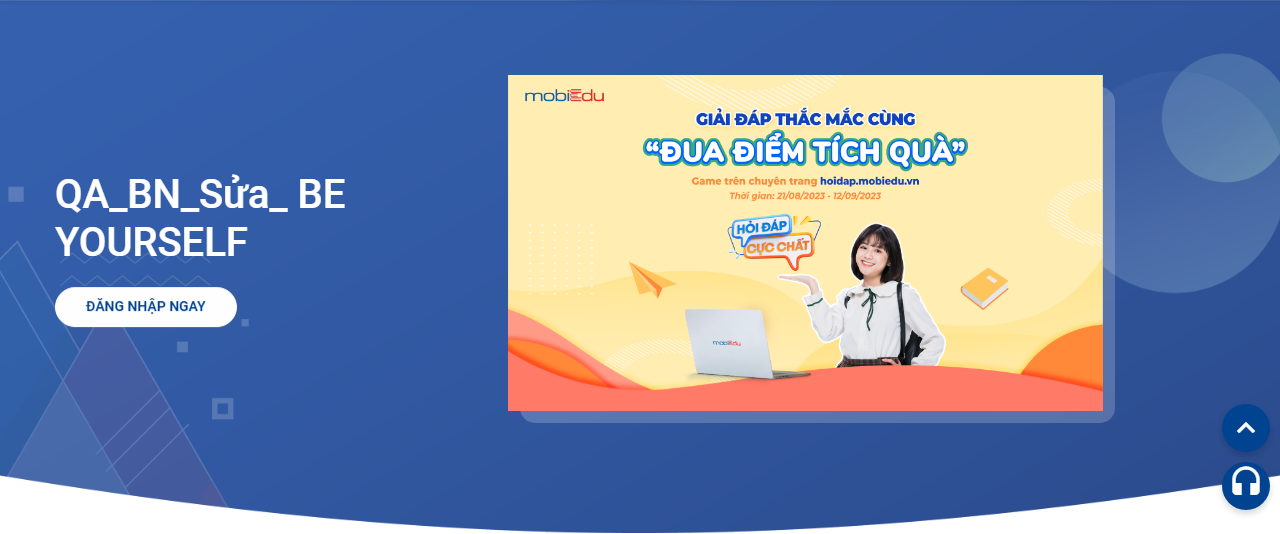 QA_BN_Sửa_ BE
YOURSELF
ĐĂNG NHẬP NGAY
mobiEdu
GIẢI ĐÁP THẮC MẮC CÙNG
“ĐUA ĐIỂM TÍCH QUÀ”
Game trên chuyên trang hoidap.mobiedu.vn
Thời gian: 21/08/2023 - 12/09/2023
HỎI ĐÁP
CỰC CHẤT
mobiEdu